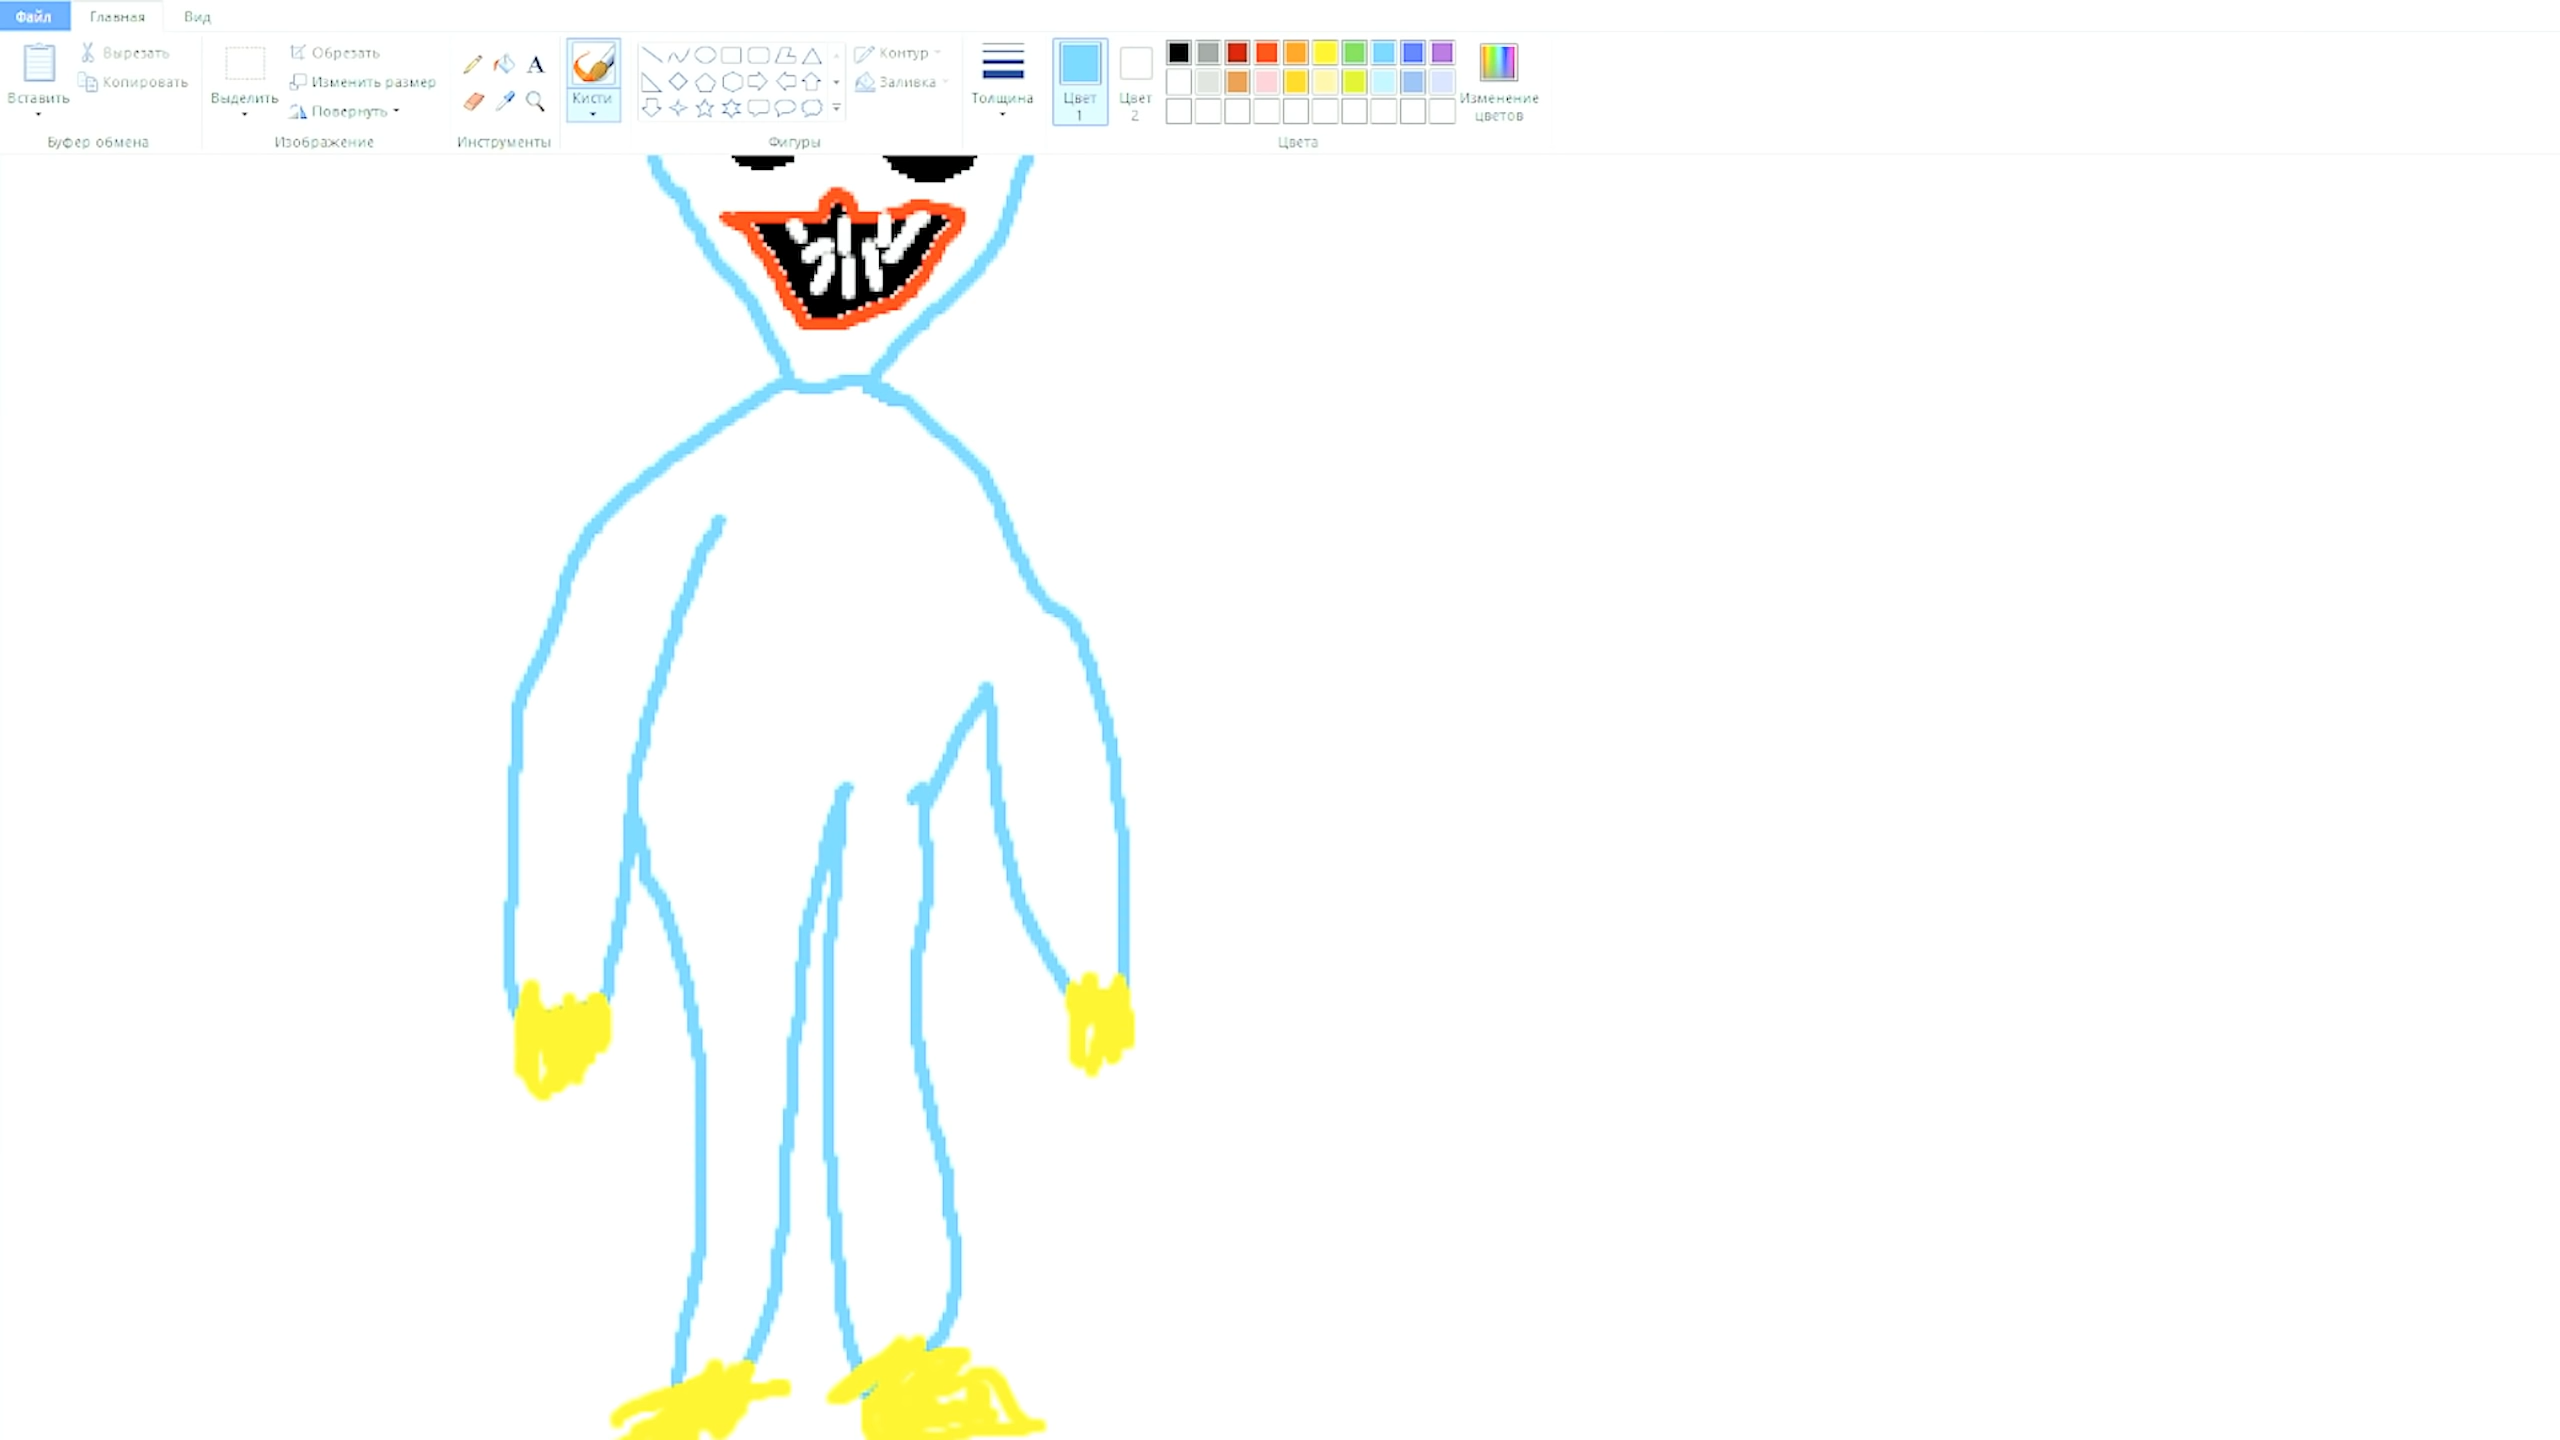 Файл Главная Вид
Вставить
Вырезать
Копировать
Буфер обмена
Выделить
Обрезать
Изменить размер
Повернуть
Изображение
A
Инструменты
Кисти
Контур
Заливка
Фигуры
Толщина
Цвет
1
Цвет
2
Изменение
цветов
Цвета